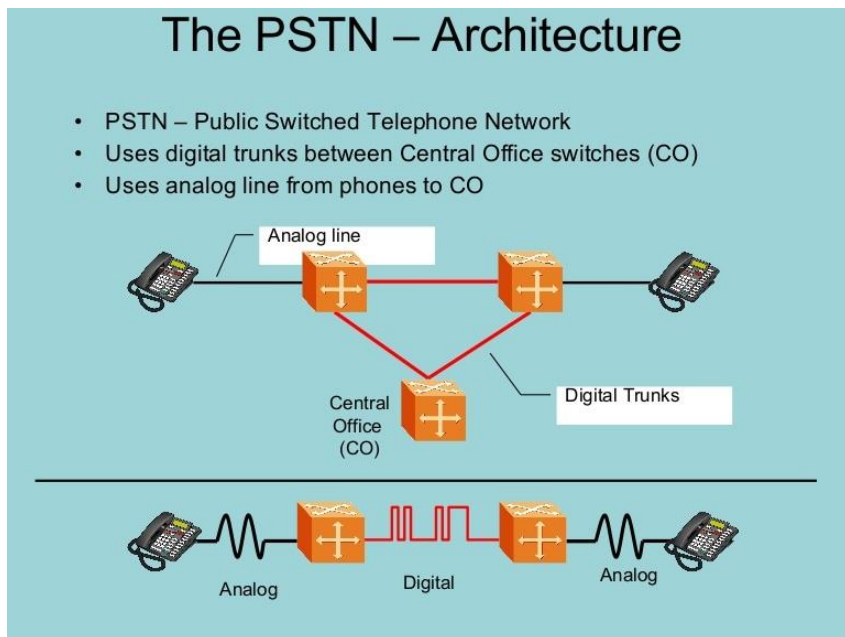 The PSTN – Architecture
• PSTN – Public Switched Telephone Network
• Uses digital trunks between Central Office switches (CO)
• Uses analog line from phones to CO
Analog line
Digital Trunks
Central
Office
(CO)
Analog
Digital
Analog